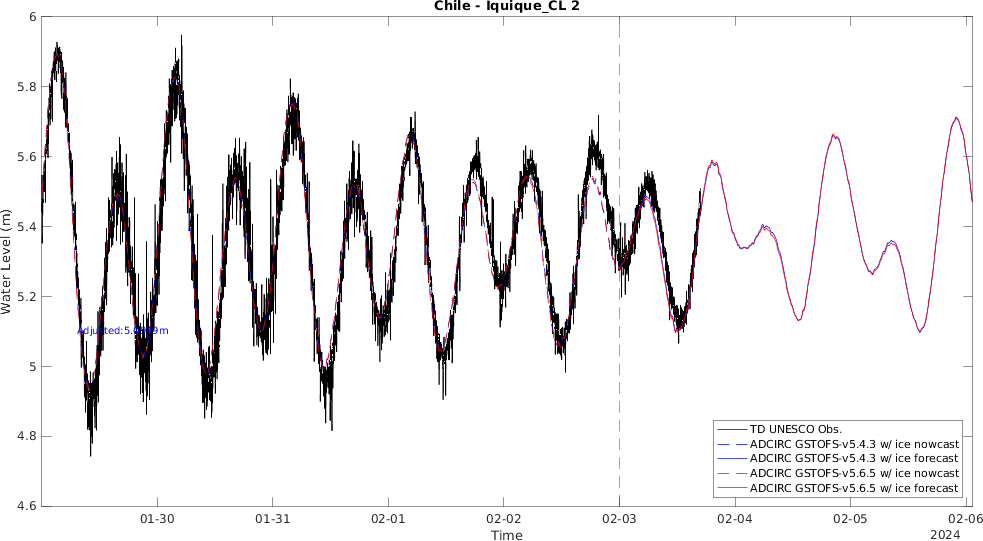 Chile - Iquique_CL 2
Water Level (m)
6
5.8
5.6
5.4
5.2
5
4.8
4.6
TD UNESCO Obs.
ADCIRC GSTOFS-v5.4.3 w/ ice nowcast
ADCIRC GSTOFS-v5.4.3 w/ ice forecast
ADCIRC GSTOFS-v5.6.5 w/ ice nowcast
ADCIRC GSTOFS-v5.6.5 w/ ice forecast
01-30 01-31 02-01 02-02 02-03 02-04 02-05 02-06
Time
2024